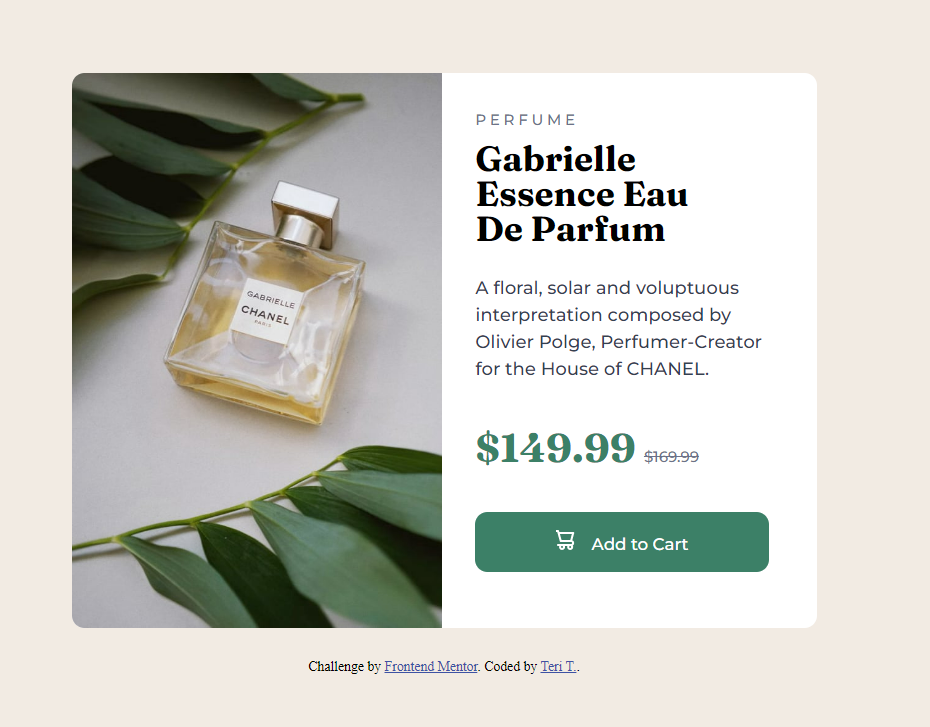 PERFUME
Gabrielle
Essence Eau
De Parfum
A floral, solar and voluptuous
interpretation composed by
Olivier Polge, Perfumer-Creator
for the House of CHANEL.
$149.99 $169.99
Add to Cart
GABRIELLE
CHANEL
PARIS
Challenge by Frontend Mentor. Coded by Teri T..